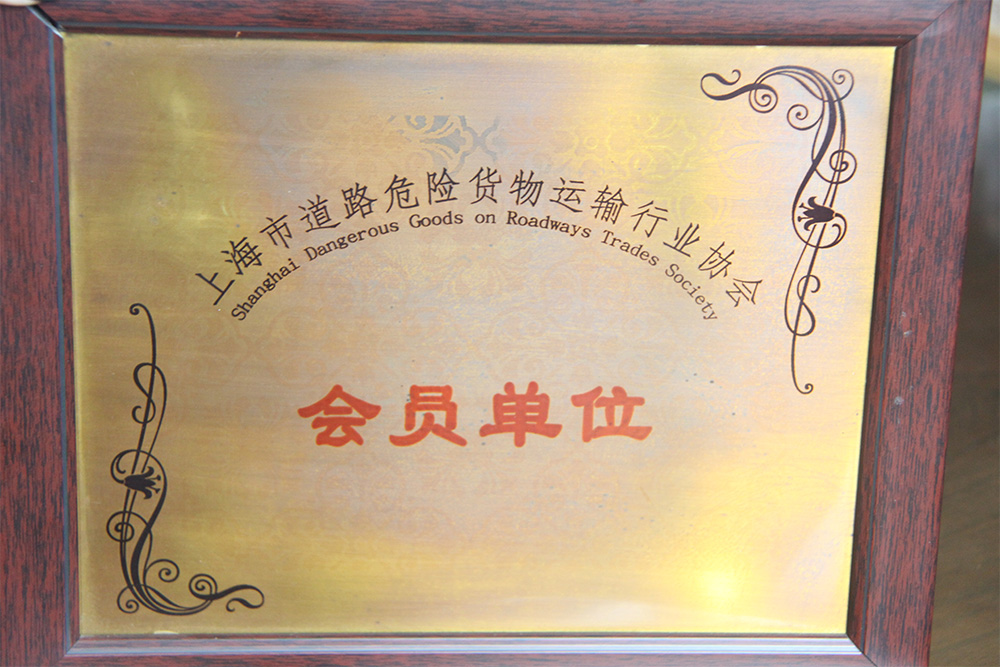 上海市道路危险货物运输行业协会
Shanghai Dangerous Goods on Roadways Trades Society
会员单位